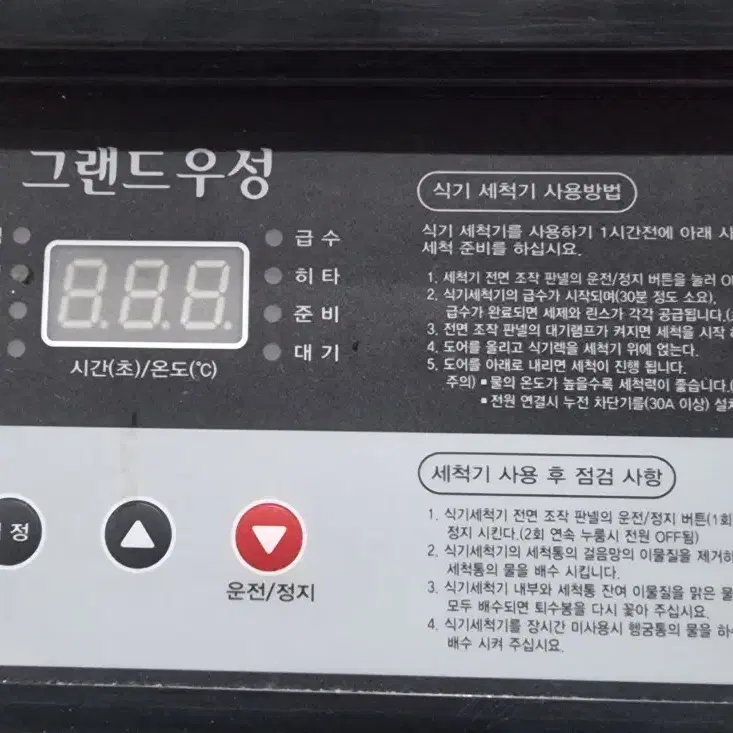 그랜드우성
급수
히타
준비
대기
시간(초)/온도(℃)
정
운전/정지
식기 세척기 사용방법
식기 세척기를 사용하기 1시간전에 아래
세척 준비를 하십시요.
1. 세척기 전면 조작 판넬의 운전/정지 버튼을 눌러
2. 식기세척기의 급수가 시작되며(30분 정도 소요),
급수가 완료되면 세제와 린스가 각각 공급됩니다.
3. 전면 조작 판넬의 대기램프가 켜지면 세척을 시작
4. 도어를 올리고 식기렉을 세척기 위에 얹는다.
5. 도어를 아래로 내리면 세척이 진행 됩니다.
주의) ▪ 물의 온도가 높을수록 세척력이 좋습니다.
▪ 전원 연결시 누전 차단기를(30A 이상)
세척기 사용 후 점검 사항
1. 식기세척기 전면 조작 판넬의 운전/정지 버튼(1회
정지 시킨다.(2회 연속 누름시 전원 OFF됨)
2. 식기세척기의 세척통의 걸음망의 이물질을 제거하
세척통의 물을 배수 시킵니다.
3. 식기세척기 내부와 세척통 잔여 이물질을 맑은 물
모두 배수되면 퇴수봉을 다시 꽂아 주십시요.
4. 식기세척기를 장시간 미사용시 헹굼통의 물을
배수 시켜 주십시요.